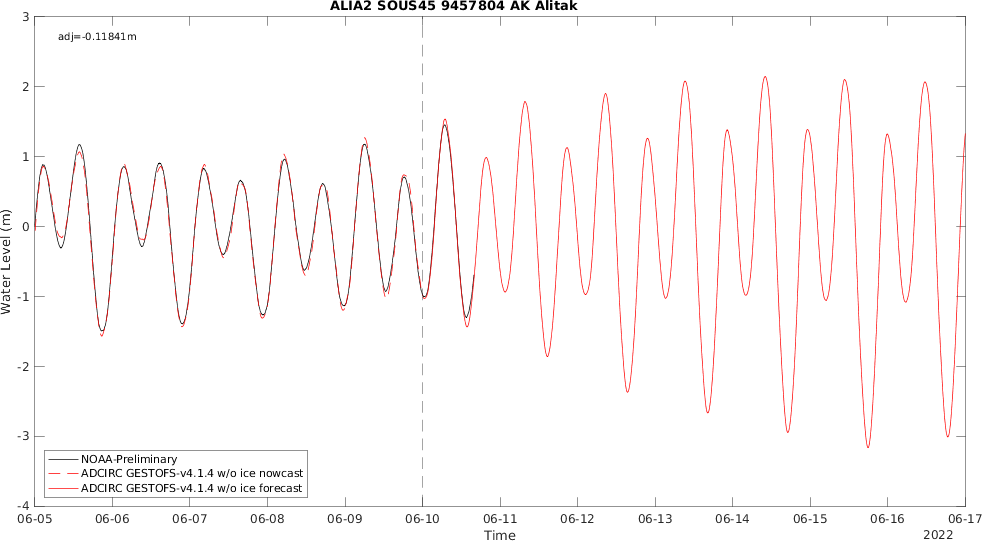 ALIA2 SOUS45 9457804 AK Alitak
adj=-0.11841m
Water Level (m)
3
2
1
0
-1
-2
-3
-4
NOAA-Preliminary
ADCIRC GESTOFS-v4.1.4 w/o ice nowcast
ADCIRC GESTOFS-v4.1.4 w/o ice forecast
06-05 06-06 06-07 06-08 06-09 06-10 06-11 06-12 06-13 06-14 06-15 06-16 06-17
Time
2022